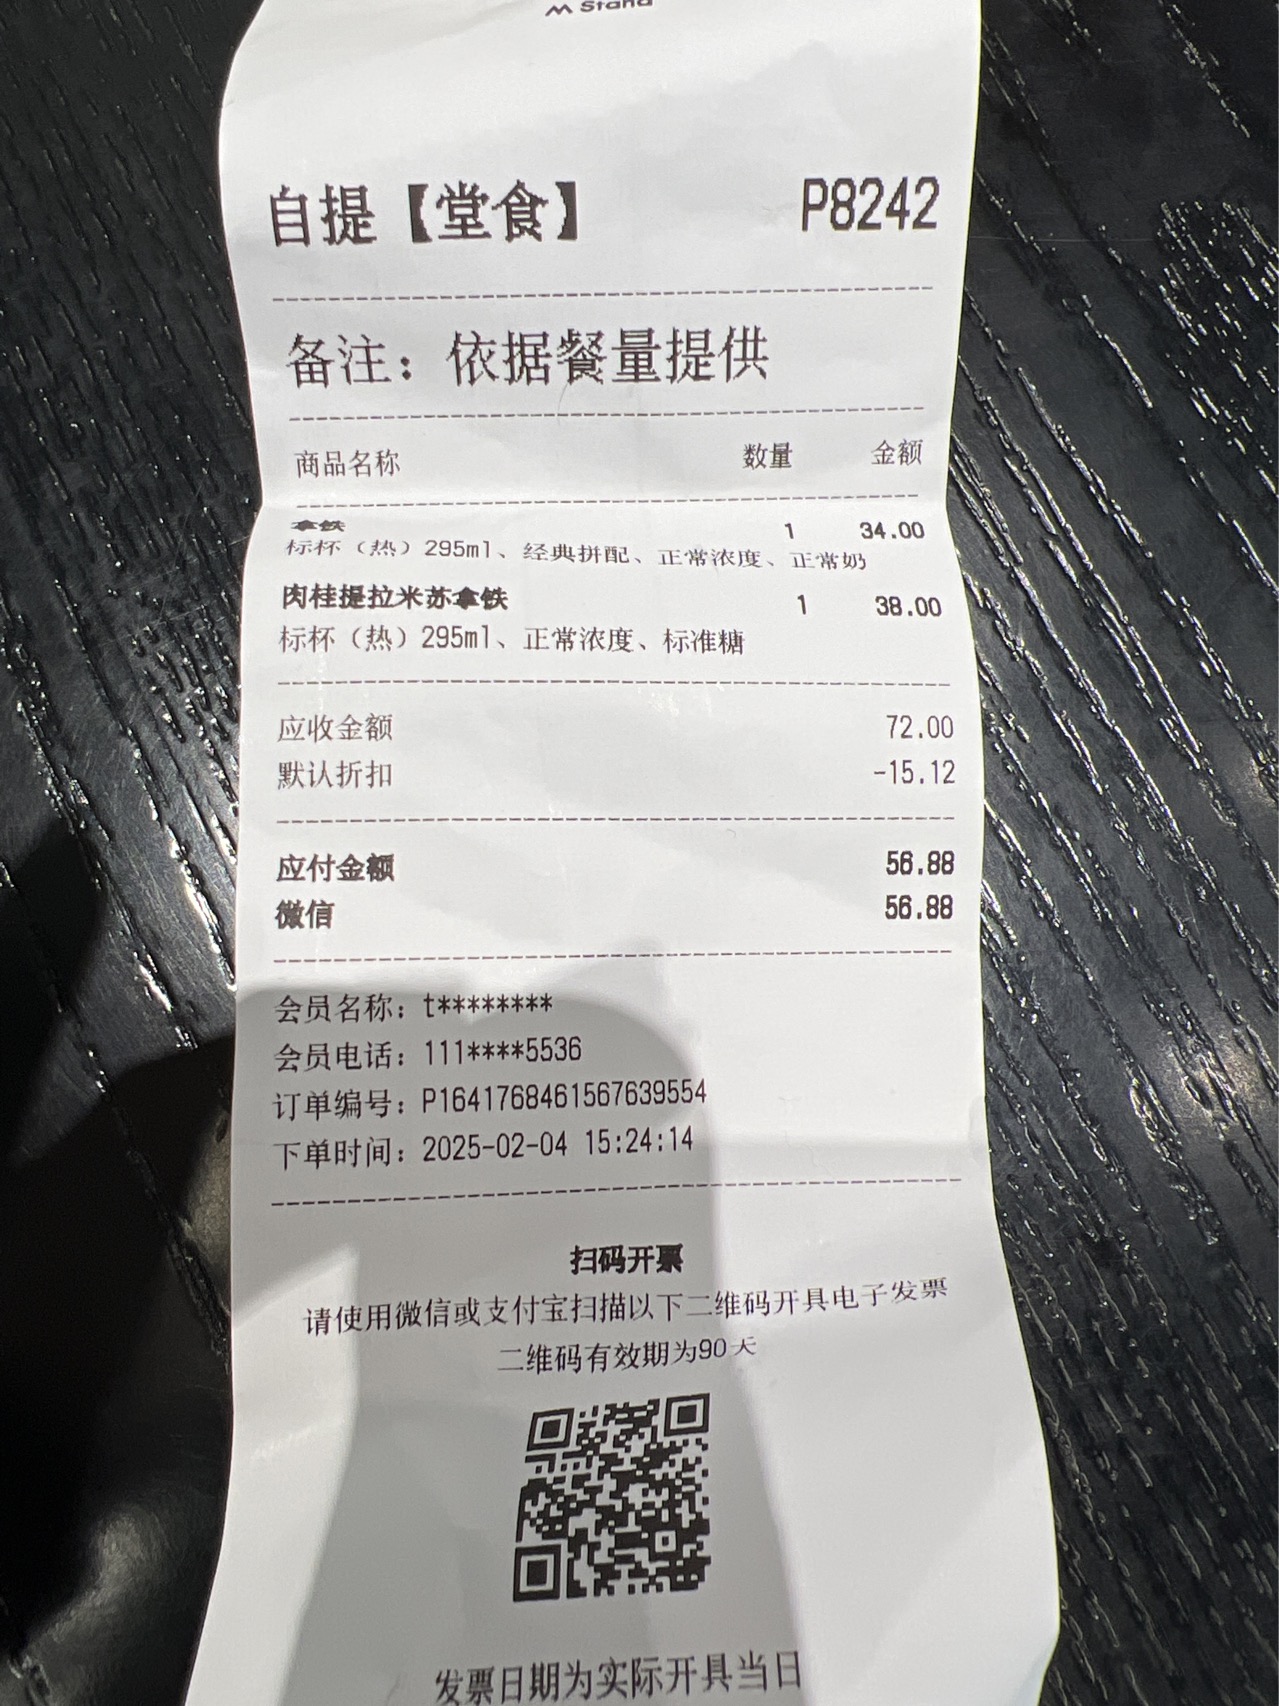 M Stand
自提【堂食】 P8242
备注：依据餐量提供
商品名称 数量 金额
拿铁 1 34.00
标杯（热）295ml、经典拼配、正常浓度、正常奶
肉桂提拉米苏拿铁 1 38.00
标杯（热）295ml、正常浓度、标准糖
应收金额 72.00
默认折扣 -15.12
应付金额 56.88
微信 56.88
会员名称：t********
会员电话：111****5536
订单编号：P1641768461567639554
下单时间：2025-02-04 15:24:14
扫码开票
请使用微信或支付宝扫描以下二维码开具电子发票
二维码有效期为90天
发票日期为实际开具当日